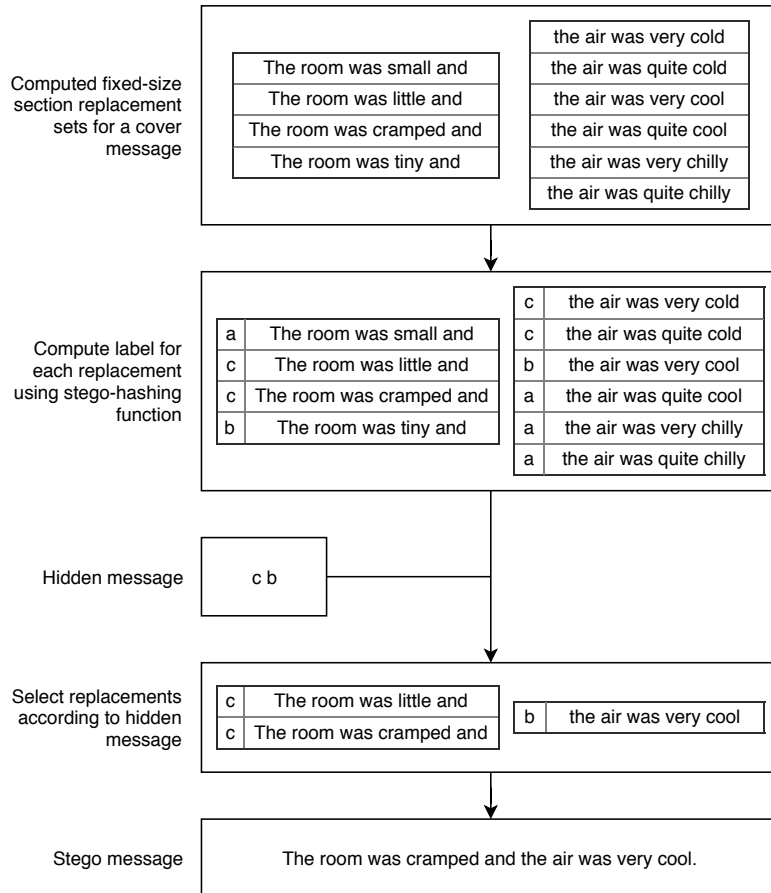 Computed fixed-size
section replacement
sets for a cover
message
The room was small and
The room was little and
The room was cramped and
The room was tiny and
the air was very cold
the air was quite cold
the air was very cool
the air was quite cool
the air was very chilly
the air was quite chilly
Compute label for
each replacement
using stego-hashing
function
a The room was small and
c The room was little and
c The room was cramped and
b The room was tiny and
c the air was very cold
c the air was quite cold
b the air was very cool
a the air was quite cool
a the air was very chilly
a the air was quite chilly
Hidden message
c b
Select replacements
according to hidden
message
c The room was little and
c The room was cramped and
b the air was very cool
Stego message
The room was cramped and the air was very cool.